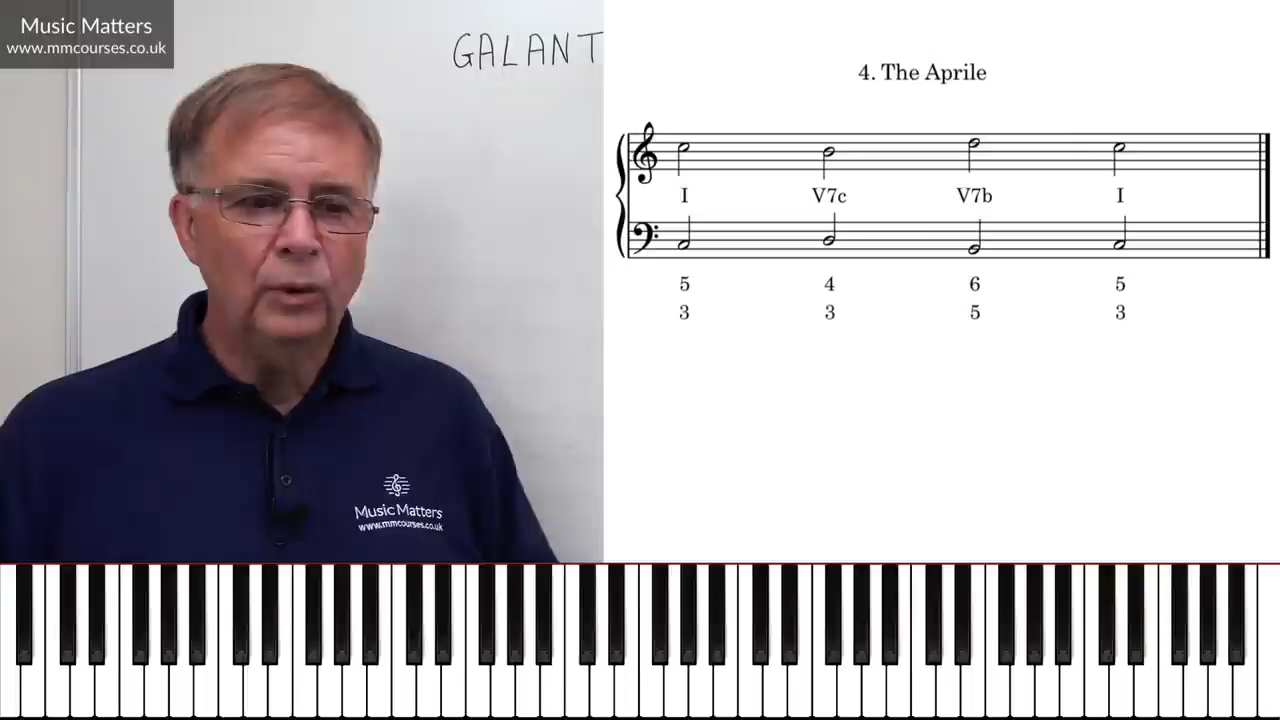 Music Matters
www.mmcourses.co.uk
GALANT
4. The Aprile
I V7c V7b I
5 4 6 5
3 3 5 3
Music Matters
www.mmcourses.co.uk